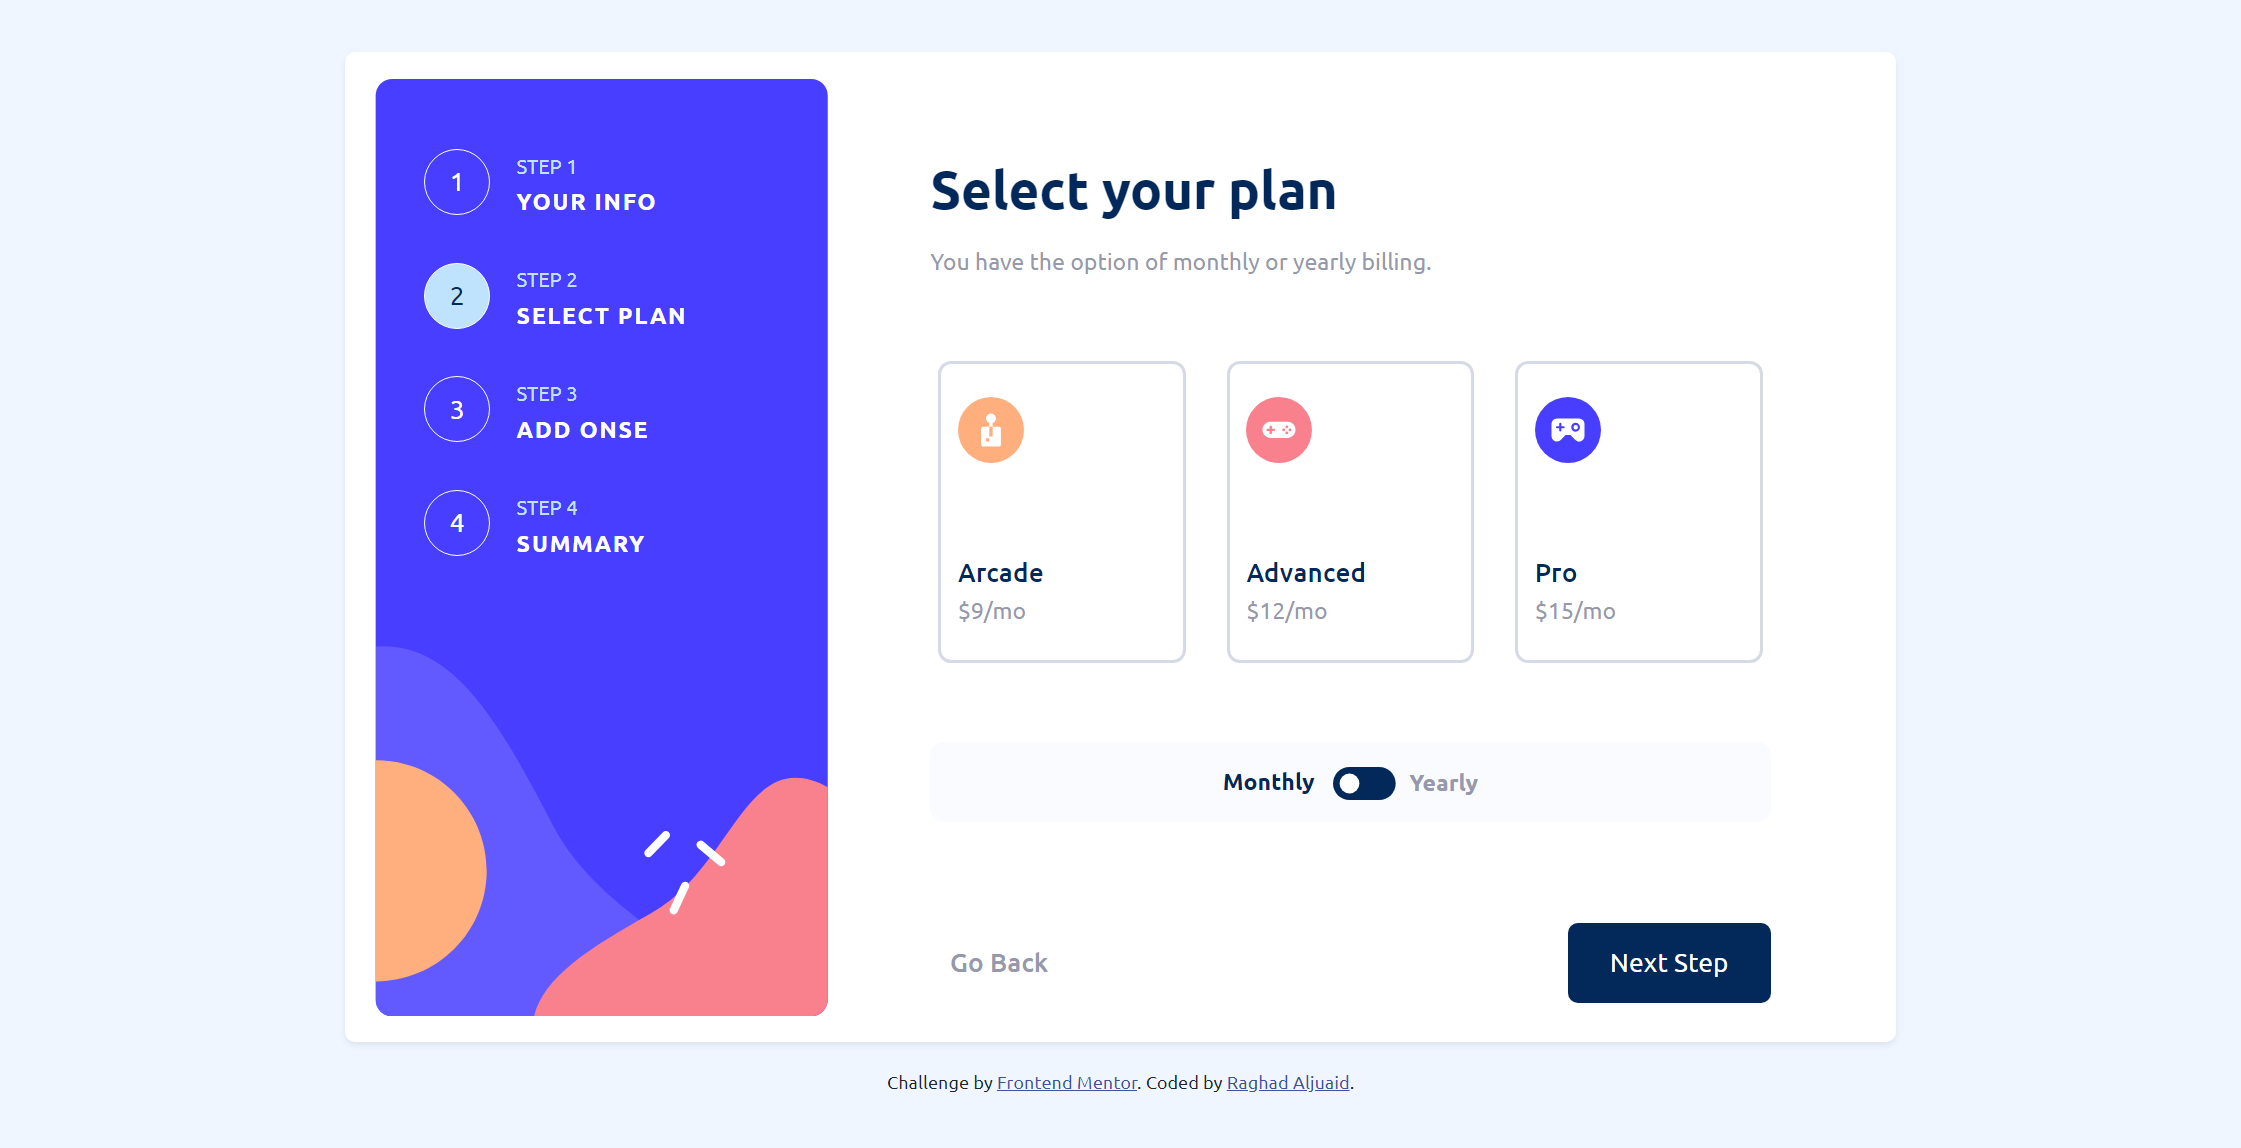 1
STEP 1
YOUR INFO
2
STEP 2
SELECT PLAN
3
STEP 3
ADD ONSE
4
STEP 4
SUMMARY
Select your plan
You have the option of monthly or yearly billing.
Arcade
$9/mo
Advanced
$12/mo
Pro
$15/mo
Monthly Yearly
Go Back
Next Step
Challenge by Frontend Mentor. Coded by Raghad Aljuaid.